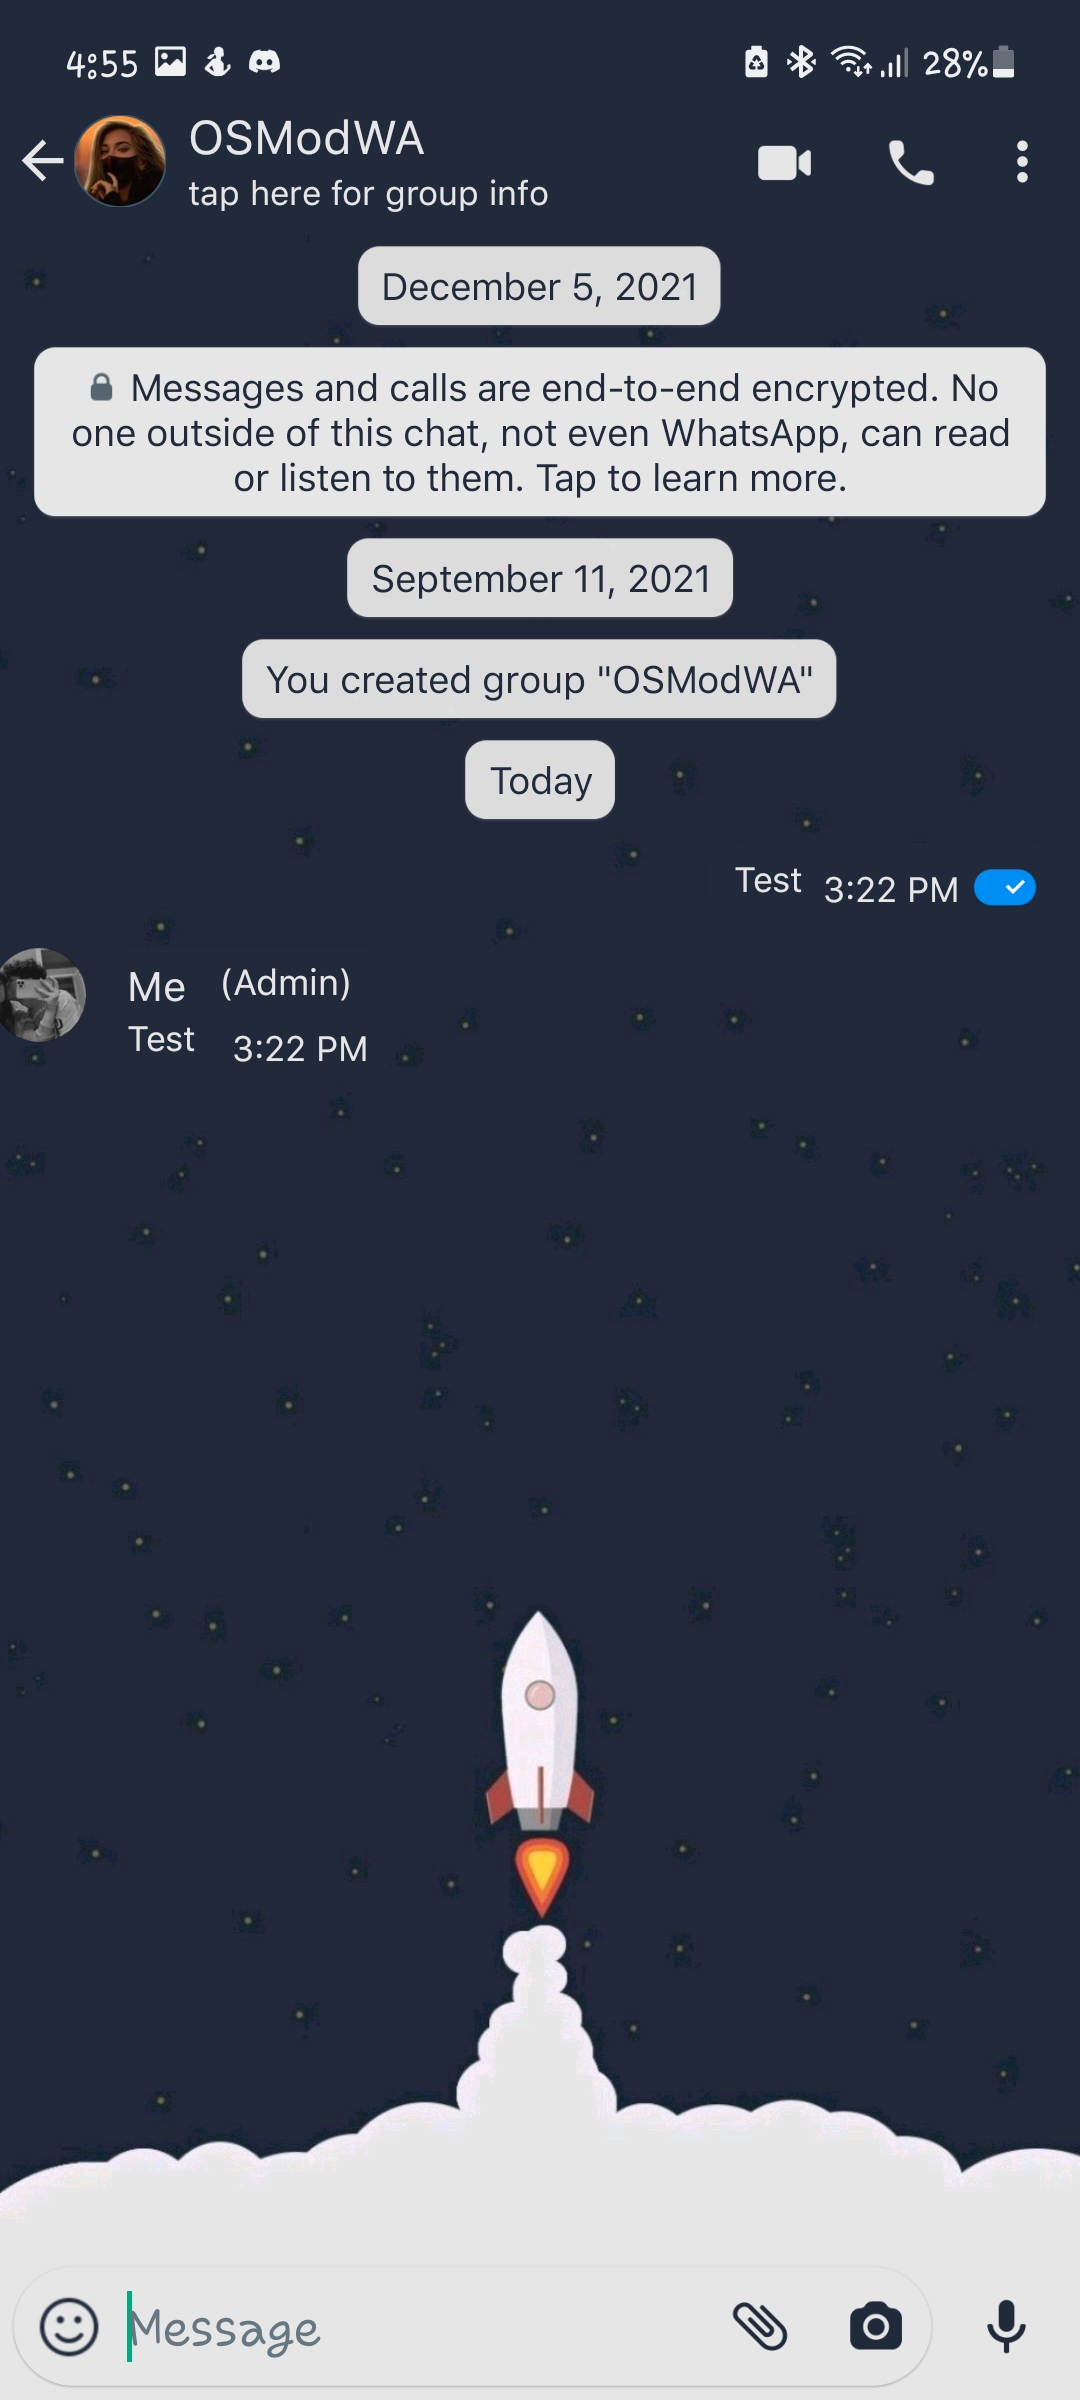 4:55
28%
OSModWA
tap here for group info
December 5, 2021
Messages and calls are end-to-end encrypted. No
one outside of this chat, not even WhatsApp, can read
or listen to them. Tap to learn more.
September 11, 2021
You created group "OSModWA"
Today
Test 3:22 PM
Me (Admin)
Test 3:22 PM
Message